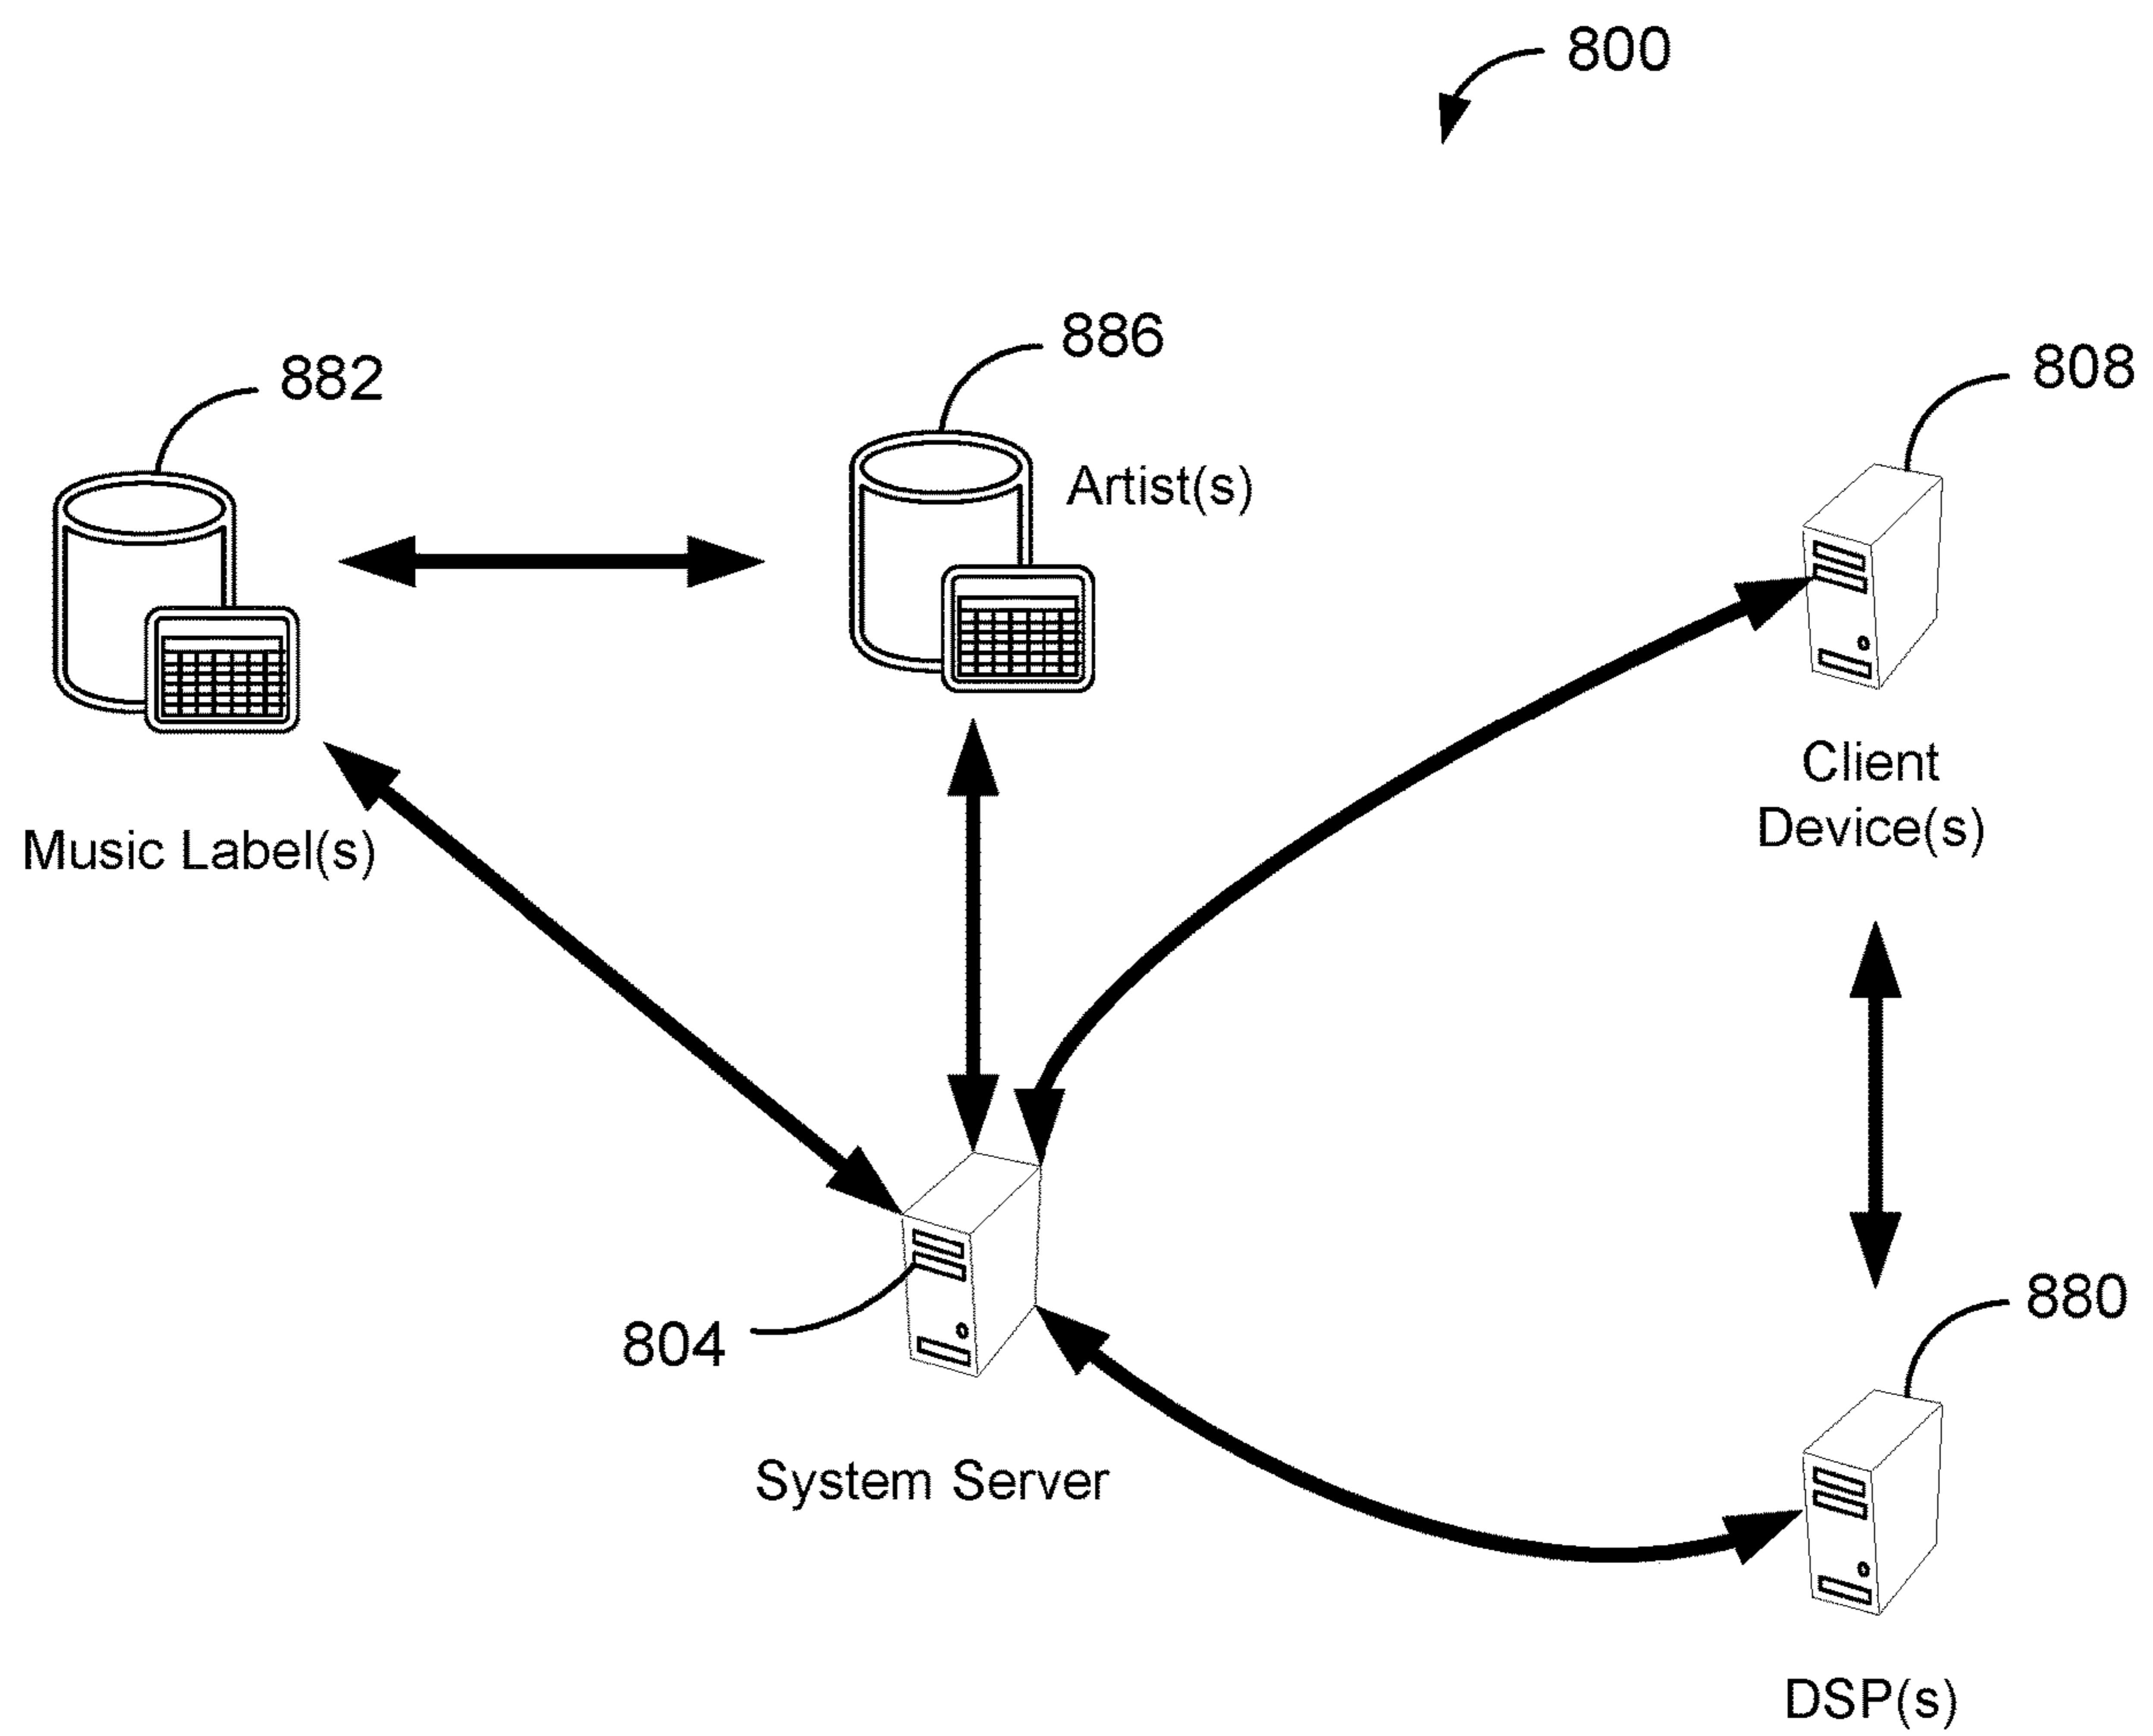 800
886
882
808
Artist(s)
Client
Device(s)
Music Label(s)
880
804
System Server
DSP(s)